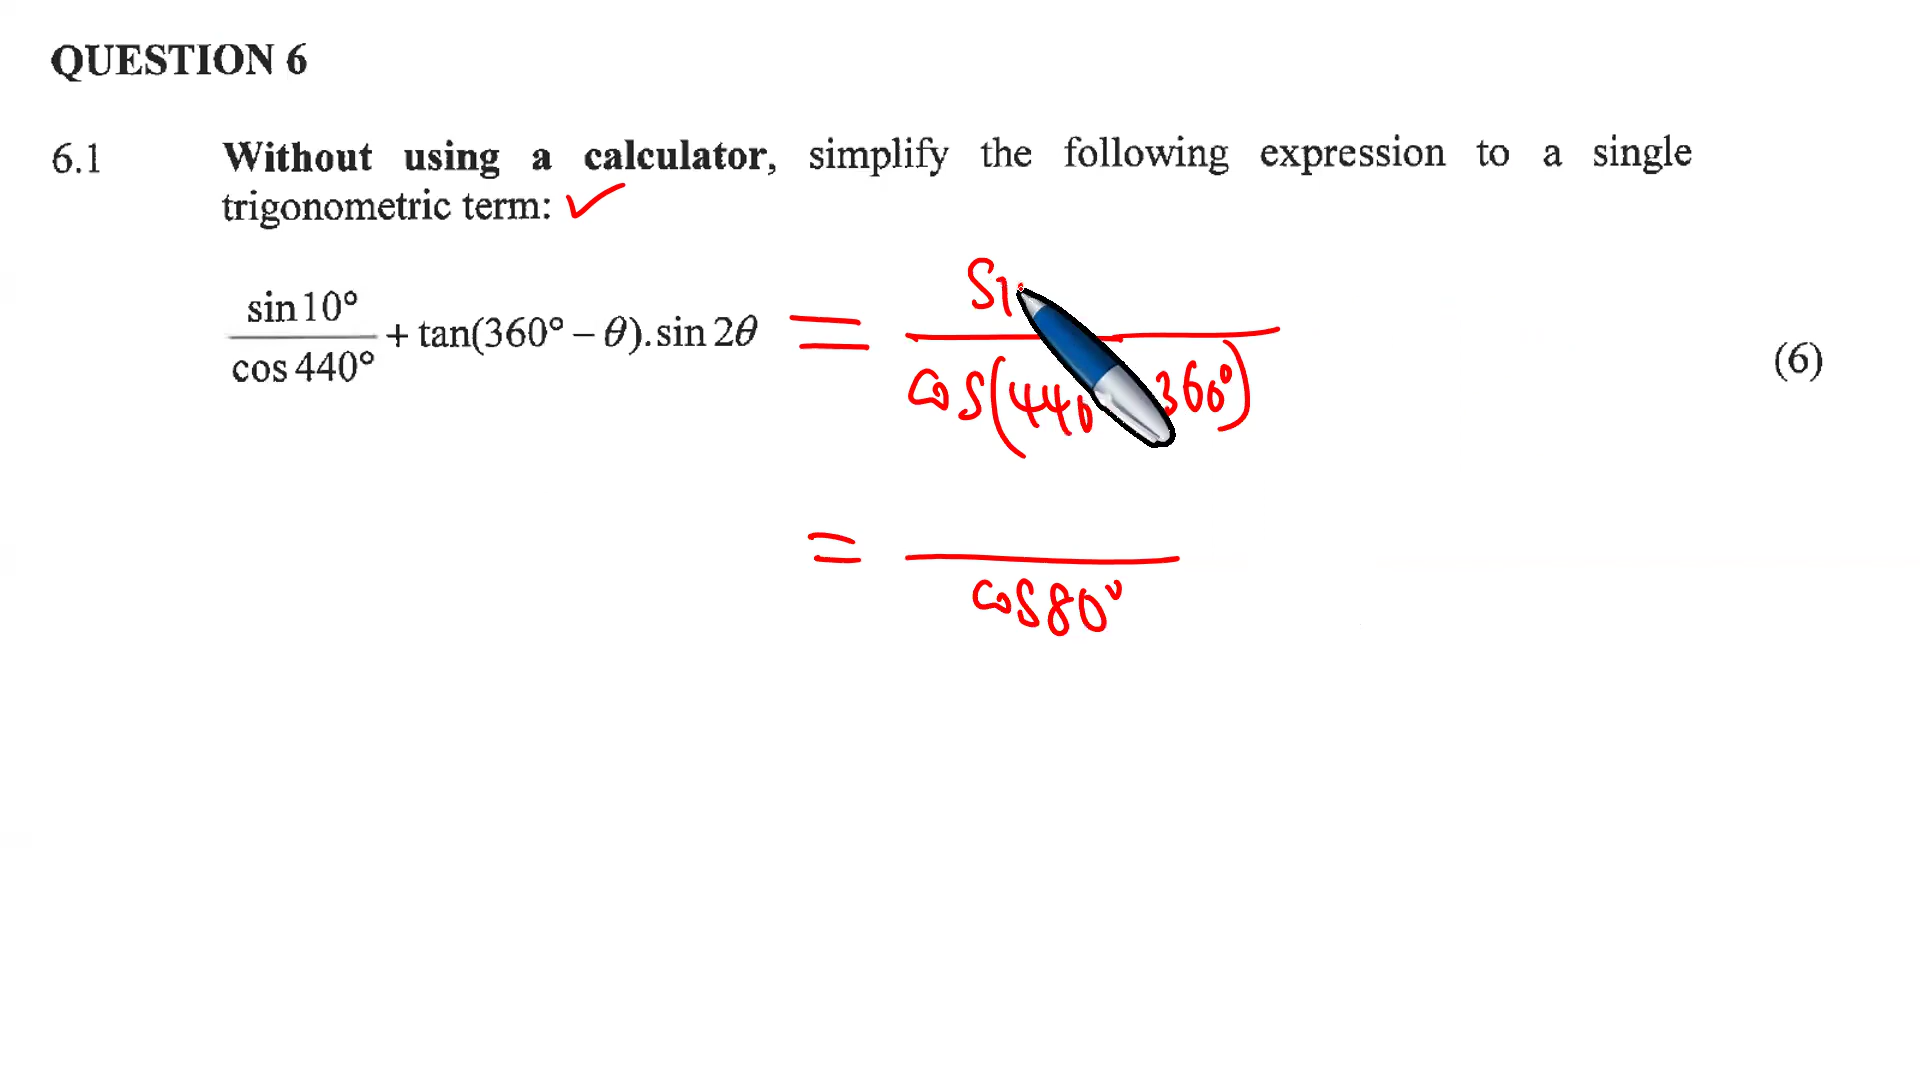 QUESTION 6
6.1 Without using a calculator, simplify the following expression to a single
trigonometric term: ✓
sin 10° / cos 440° + tan(360° – θ).sin 2θ = / cos(440 360°) (6)
= / cos 80°